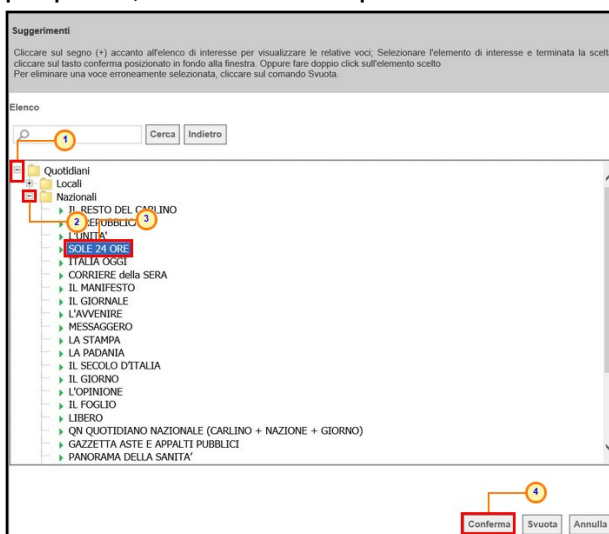 Suggerimenti
Cliccare sul segno (+) accanto all'elenco di interesse per visualizzare le relative voci; Selezionare l'elemento di interesse e terminata la scelta
cliccare sul tasto conferma posizionato in fondo alla finestra. Oppure fare doppio click sull'elemento scelto
Per eliminare una voce erroneamente selezionata, cliccare sul comando Svuota.
Elenco
Cerca Indietro
1
Quotidiani
Locali
Nazionali
IL RESTO DEL CARLINO
2 3
L'UNITA'
SOLE 24 ORE
ITALIA OGGI
CORRIERE della SERA
IL MANIFESTO
IL GIORNALE
L'AVVENIRE
MESSAGGERO
LA STAMPA
LA PADANIA
IL SECOLO D'ITALIA
IL GIORNO
L'OPINIONE
IL FOGLIO
LIBERO
QN QUOTIDIANO NAZIONALE (CARLINO + NAZIONE + GIORNO)
GAZZETTA ASTE E APPALTI PUBBLICI
PANORAMA DELLA SANITA'
4
Conferma Svuota Annulla